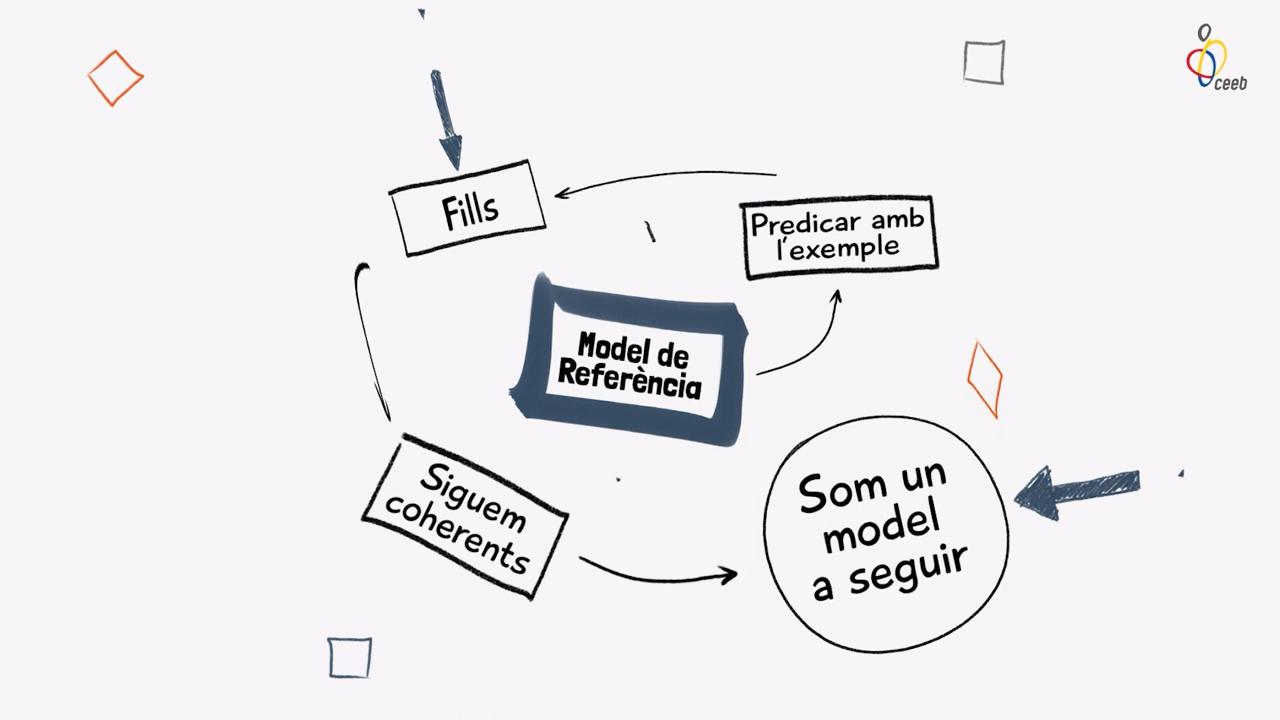 ceeb
Fills
Predicar amb
l'exemple
Model de
Referència
Siguem
coherents
Som un
model
a seguir